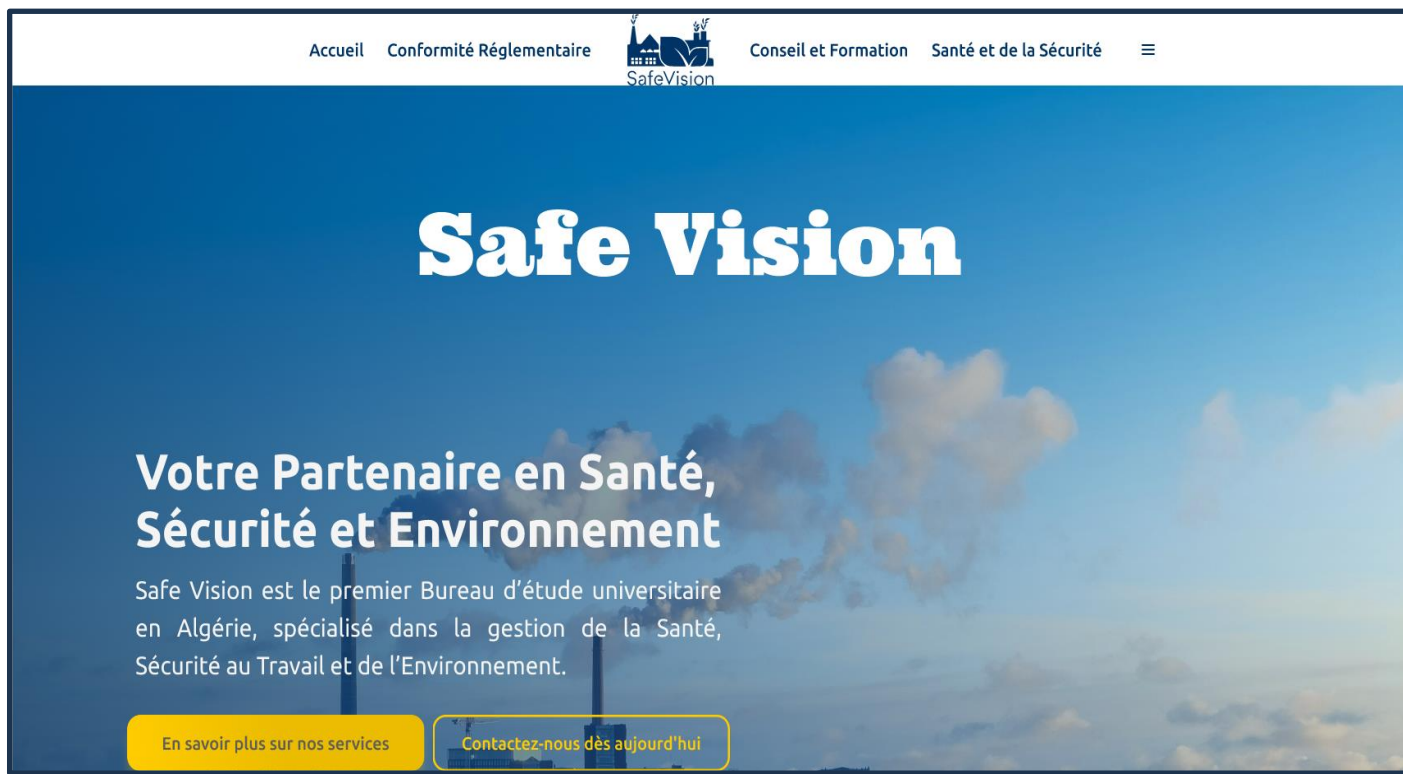 Accueil Conformité Réglementaire SafeVision Conseil et Formation Santé et de la Sécurité
Safe Vision
Votre Partenaire en Santé,
Sécurité et Environnement
Safe Vision est le premier Bureau d’étude universitaire
en Algérie, spécialisé dans la gestion de la Santé,
Sécurité au Travail et de l’Environnement.
En savoir plus sur nos services Contactez-nous dès aujourd'hui